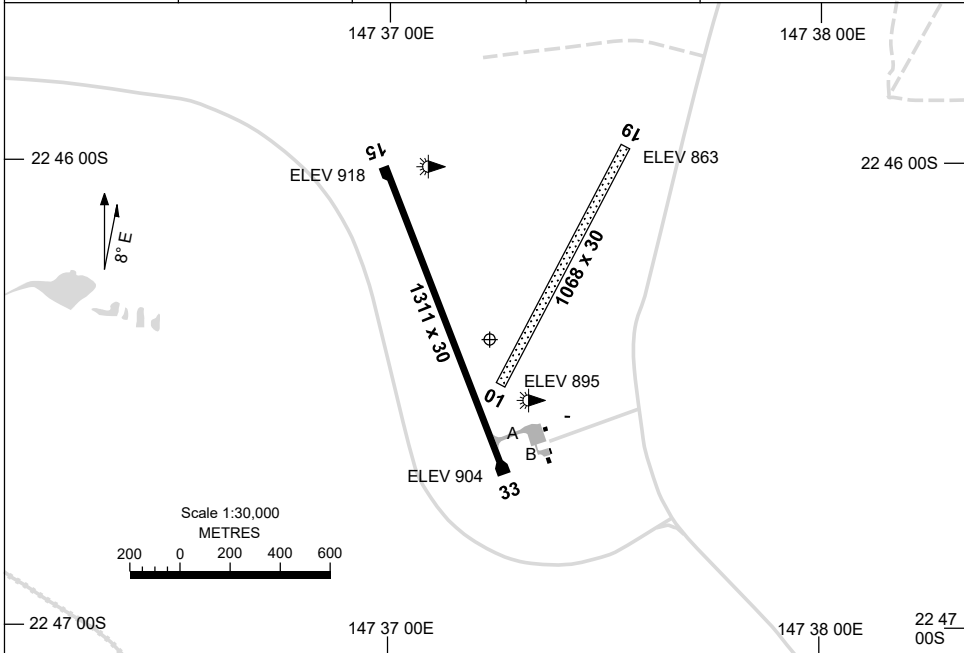 147 37 00E
147 38 00E
19
15
22 46 00S
ELEV 918
ELEV 863
22 46 00S
8° E
1068 x 30
1311 x 30
ELEV 895
01
A
B
ELEV 904
33
Scale 1:30,000
METRES
200 0 200 400 600
22 47 00S
147 37 00E
147 38 00E
22 47
00S